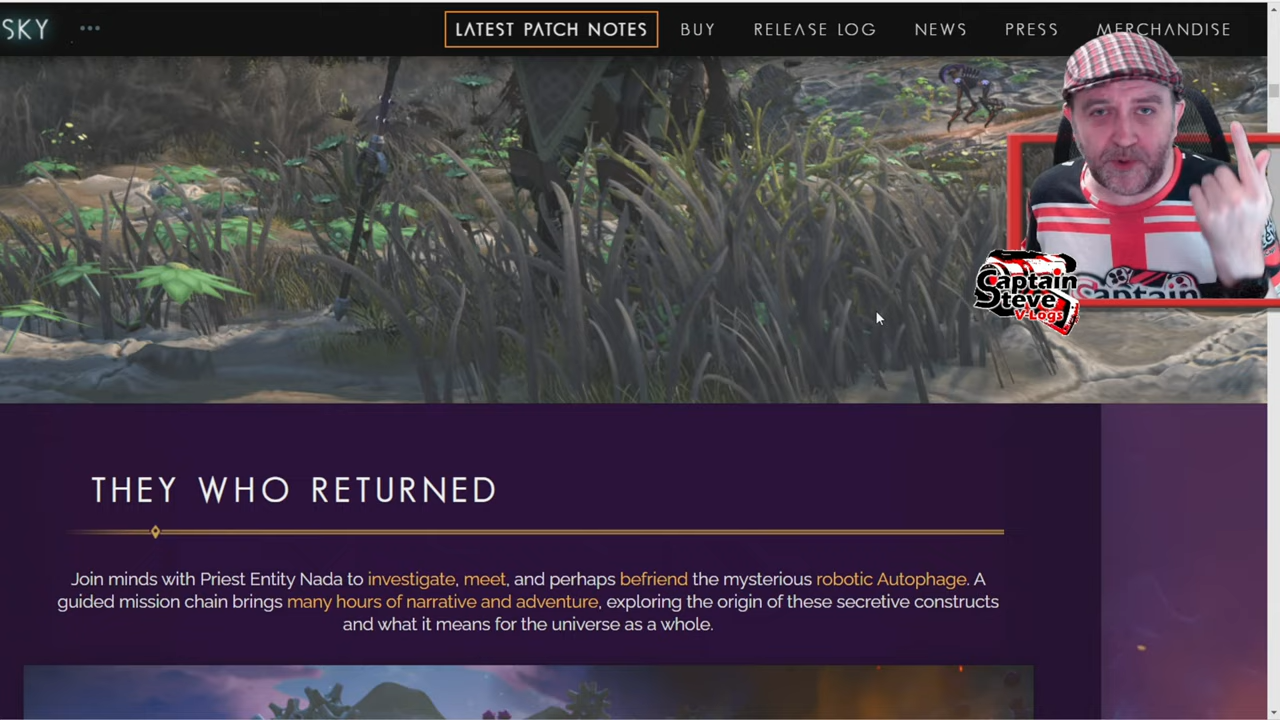 SKY
LATEST PATCH NOTES
BUY
RELEASE LOG
NEWS
PRESS
MERCHANDISE
Captain
Steve
V-Logs
Captain
THEY WHO RETURNED
Join minds with Priest Entity Nada to investigate, meet, and perhaps befriend the mysterious robotic Autophage. A
guided mission chain brings many hours of narrative and adventure, exploring the origin of these secretive constructs
and what it means for the universe as a whole.